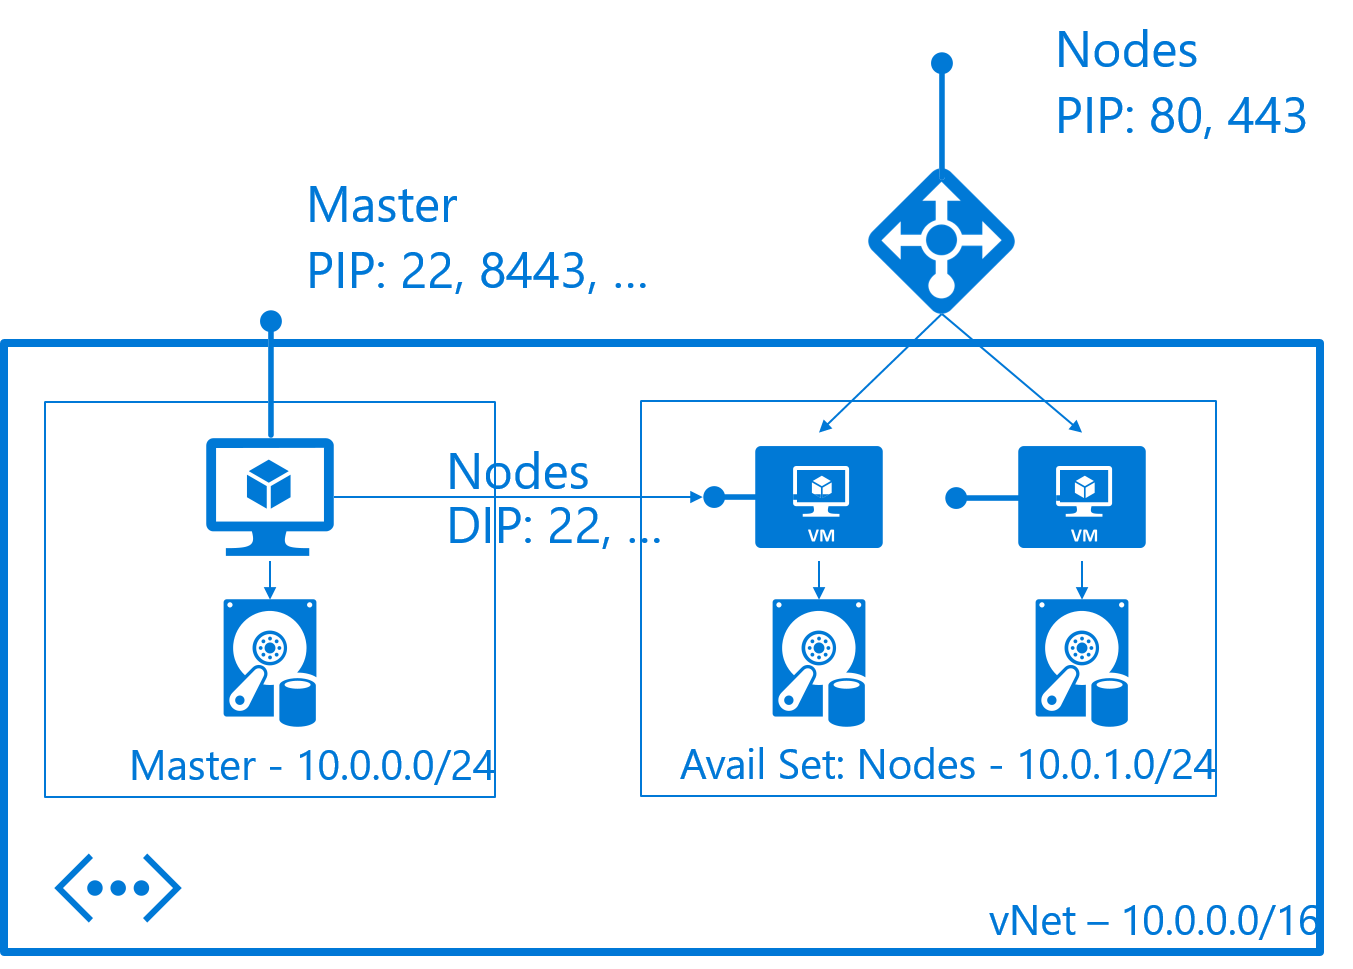 Nodes
PIP: 80, 443
Master
PIP: 22, 8443, ...
Nodes
DIP: 22, ...
VM
VM
Master - 10.0.0.0/24
Avail Set: Nodes - 10.0.1.0/24
vNet – 10.0.0.0/16